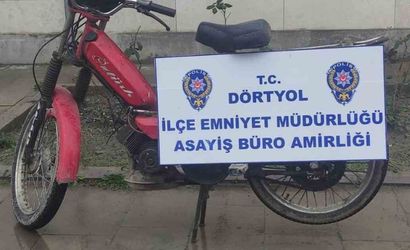 T.C.
DÖRTYOL
İLÇE EMNİYET MÜDÜRLÜĞÜ
ASAYİŞ BÜRO AMİRLİĞİ